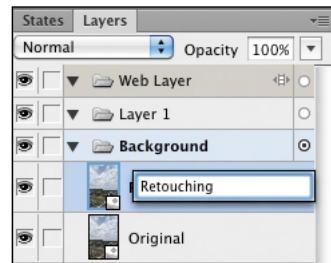 States Layers
Normal Opacity 100%
Web Layer
Layer 1
Background
Retouching
Original